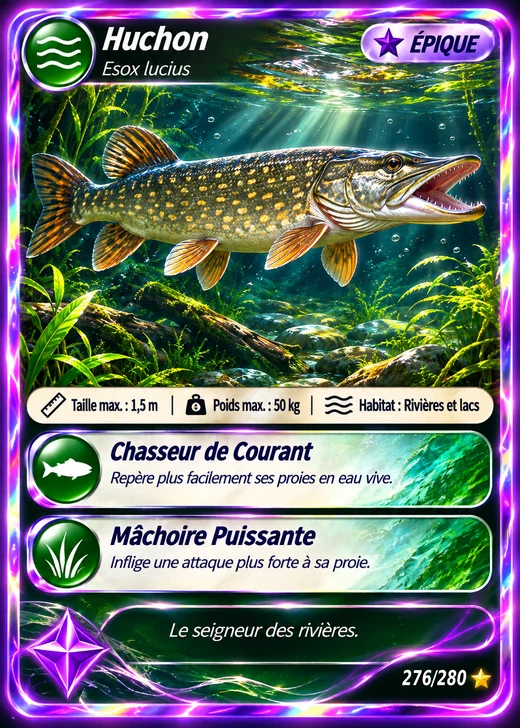 Huchon
Esox lucius
ÉPIQUE
Taille max. : 1,5 m | Poids max. : 50 kg | Habitat : Rivières et lacs
Chasseur de Courant
Repère plus facilement ses proies en eau vive.
Mâchoire Puissante
Inflige une attaque plus forte à sa proie.
Le seigneur des rivières.
276/280